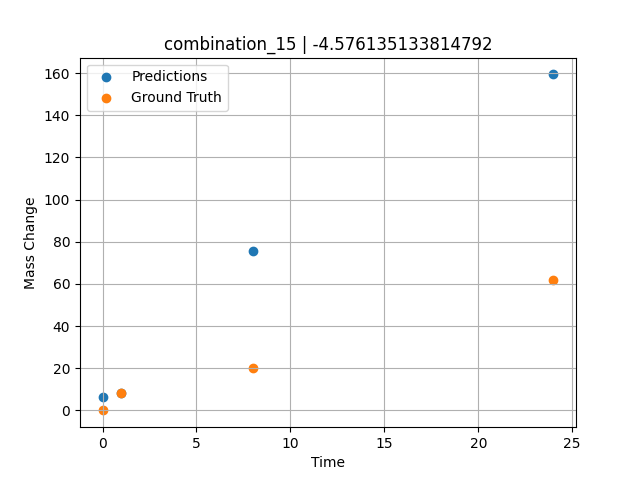 combination_15 | -4.576135133814792
Predictions
Ground Truth
160
140
120
100
80
60
40
20
0
Mass Change
0 5 10 15 20 25
Time